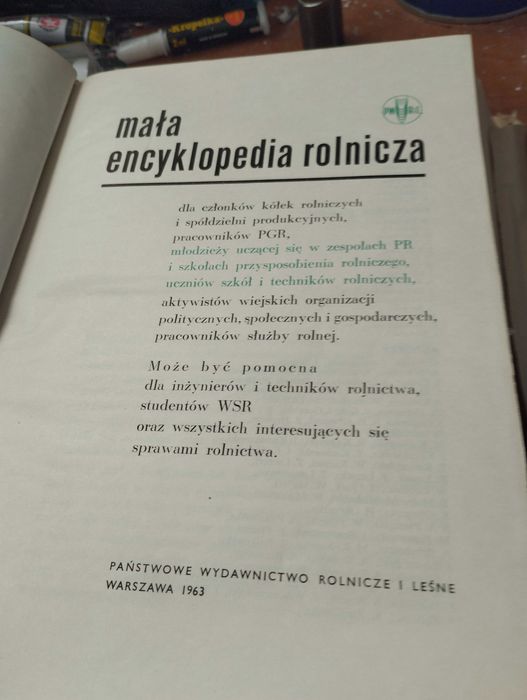 Kropelka
mała
encyklopedia rolnicza
dla członków kółek rolniczych
i spółdzielni produkcyjnych,
pracowników PGR,
młodzieży uczącej się w zespołach PR
i szkołach przysposobienia rolniczego,
uczniów szkół i techników rolniczych,
aktywistów wiejskich organizacji
politycznych, społecznych i gospodarczych,
pracowników służby rolnej.
Może być pomocna
dla inżynierów i techników rolnictwa,
studentów WSR
oraz wszystkich interesujących się
sprawami rolnictwa.
PAŃSTWOWE WYDAWNICTWO ROLNICZE I LEŚNE
WARSZAWA 1963